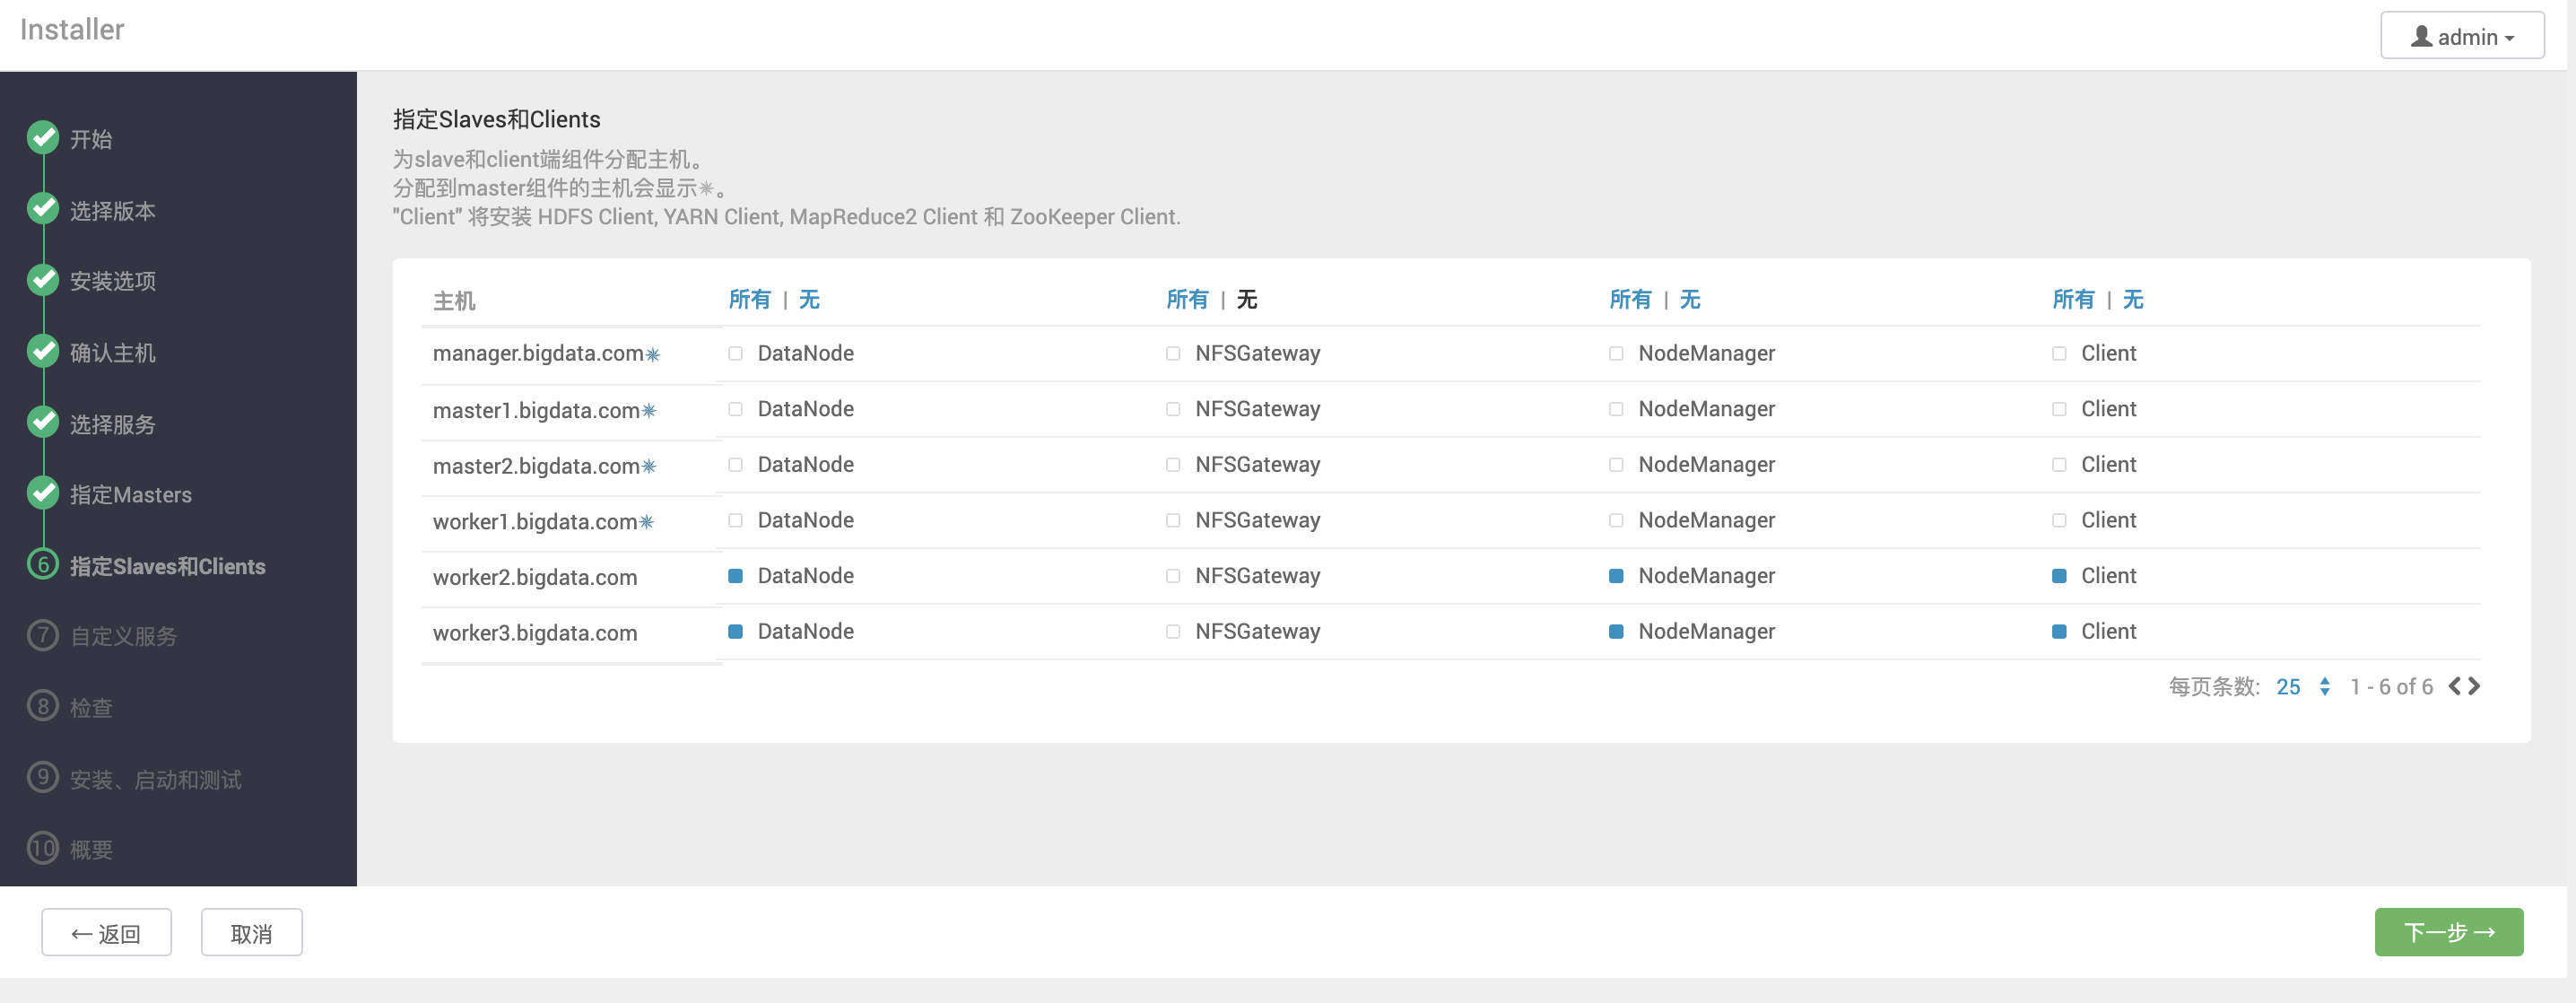 Installer
admin
开始
选择版本
安装选项
确认主机
选择服务
指定Masters
6 指定Slaves和Clients
7 自定义服务
8 检查
9 安装、启动和测试
10 概要
指定Slaves和Clients
为slave和client端组件分配主机。
分配到master组件的主机会显示✵。
"Client" 将安装 HDFS Client, YARN Client, MapReduce2 Client 和 ZooKeeper Client.
主机 所有 | 无 所有 | 无 所有 | 无 所有 | 无
manager.bigdata.com✵ DataNode NFSGateway NodeManager Client
master1.bigdata.com✵ DataNode NFSGateway NodeManager Client
master2.bigdata.com✵ DataNode NFSGateway NodeManager Client
worker1.bigdata.com✵ DataNode NFSGateway NodeManager Client
worker2.bigdata.com DataNode NFSGateway NodeManager Client
worker3.bigdata.com DataNode NFSGateway NodeManager Client
每页条数: 25 1 - 6 of 6
← 返回 取消 下一步 →